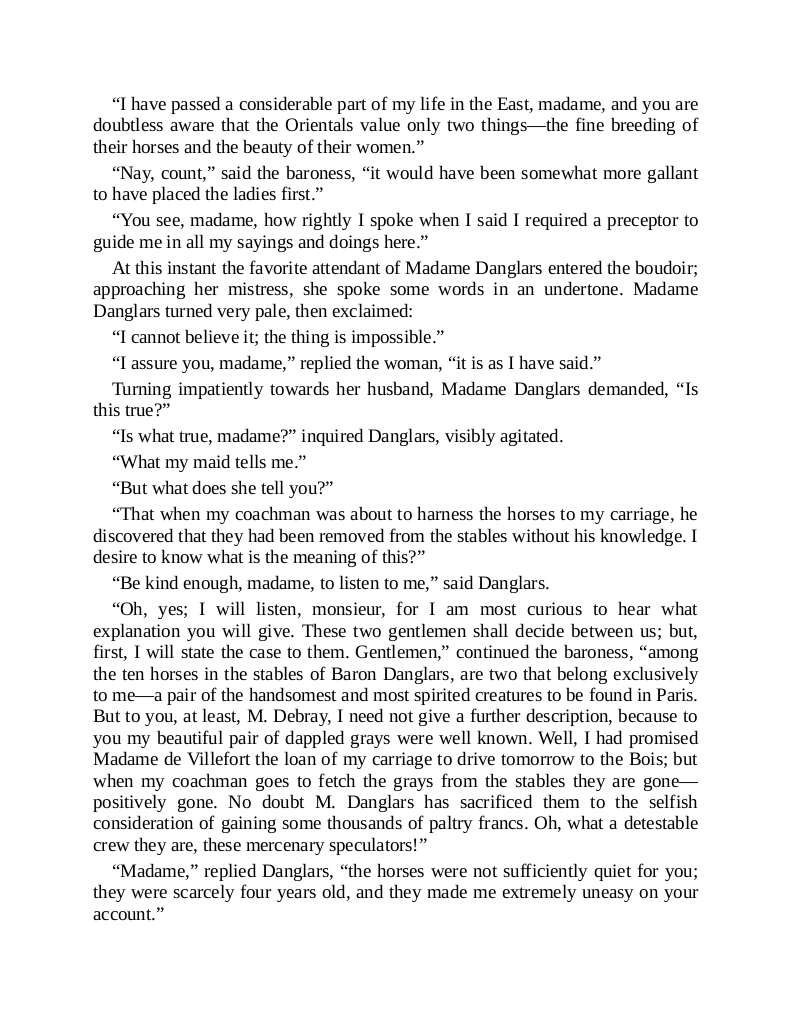 “I have passed a considerable part of my life in the East, madame, and you are
doubtless aware that the Orientals value only two things—the fine breeding of
their horses and the beauty of their women.”
“Nay, count,” said the baroness, “it would have been somewhat more gallant
to have placed the ladies first.”
“You see, madame, how rightly I spoke when I said I required a preceptor to
guide me in all my sayings and doings here.”
At this instant the favorite attendant of Madame Danglars entered the boudoir;
approaching her mistress, she spoke some words in an undertone. Madame
Danglars turned very pale, then exclaimed:
“I cannot believe it; the thing is impossible.”
“I assure you, madame,” replied the woman, “it is as I have said.”
Turning impatiently towards her husband, Madame Danglars demanded, “Is
this true?”
“Is what true, madame?” inquired Danglars, visibly agitated.
“What my maid tells me.”
“But what does she tell you?”
“That when my coachman was about to harness the horses to my carriage, he
discovered that they had been removed from the stables without his knowledge. I
desire to know what is the meaning of this?”
“Be kind enough, madame, to listen to me,” said Danglars.
“Oh, yes; I will listen, monsieur, for I am most curious to hear what
explanation you will give. These two gentlemen shall decide between us; but,
first, I will state the case to them. Gentlemen,” continued the baroness, “among
the ten horses in the stables of Baron Danglars, are two that belong exclusively
to me—a pair of the handsomest and most spirited creatures to be found in Paris.
But to you, at least, M. Debray, I need not give a further description, because to
you my beautiful pair of dappled grays were well known. Well, I had promised
Madame de Villefort the loan of my carriage to drive tomorrow to the Bois; but
when my coachman goes to fetch the grays from the stables they are gone—
positively gone. No doubt M. Danglars has sacrificed them to the selfish
consideration of gaining some thousands of paltry francs. Oh, what a detestable
crew they are, these mercenary speculators!”
“Madame,” replied Danglars, “the horses were not sufficiently quiet for you;
they were scarcely four years old, and they made me extremely uneasy on your
account.”